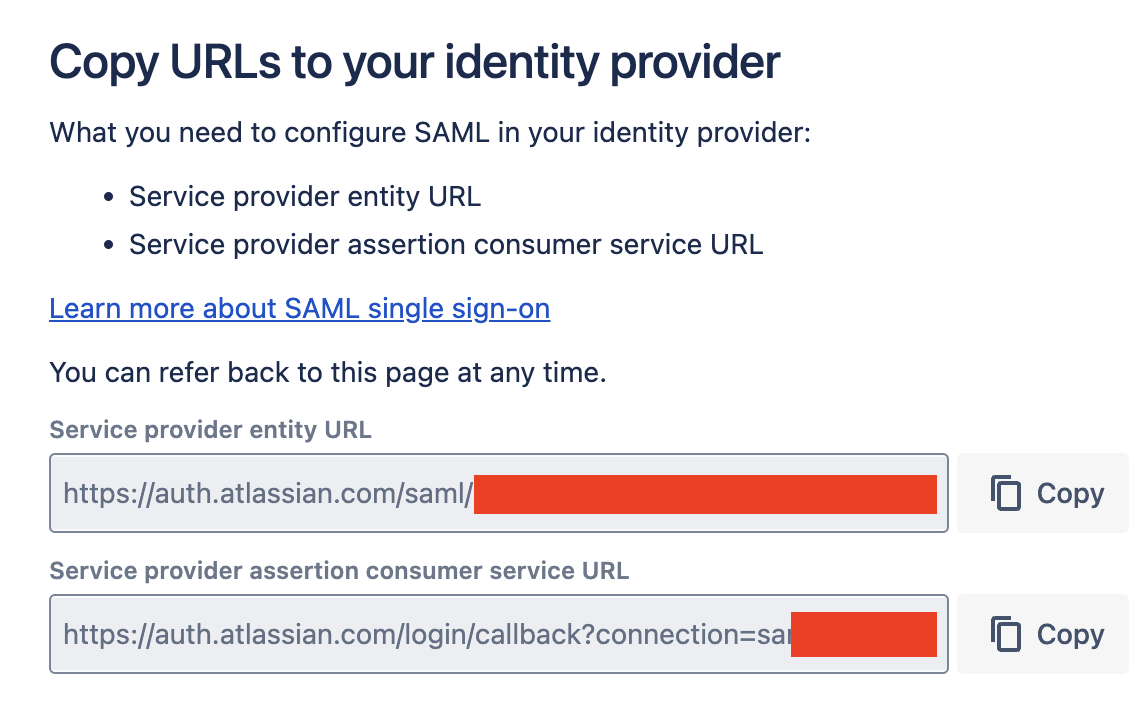 Copy URLs to your identity provider
What you need to configure SAML in your identity provider:
• Service provider entity URL
• Service provider assertion consumer service URL
Learn more about SAML single sign-on
You can refer back to this page at any time.
Service provider entity URL
https://auth.atlassian.com/saml/
Copy
Service provider assertion consumer service URL
https://auth.atlassian.com/login/callback?connection=sa
Copy